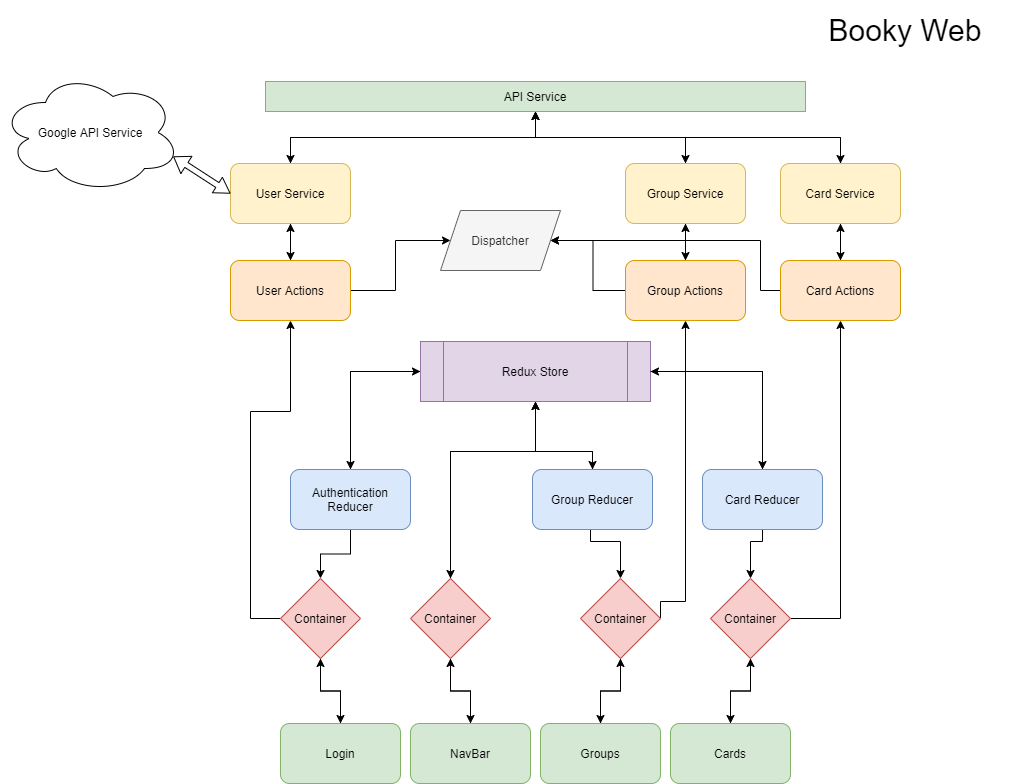 Booky Web
API Service
Google API Service
User Service
Group Service
Card Service
Dispatcher
User Actions
Group Actions
Card Actions
Redux Store
Authentication
Reducer
Group Reducer
Card Reducer
Container
Container
Container
Container
Login
NavBar
Groups
Cards